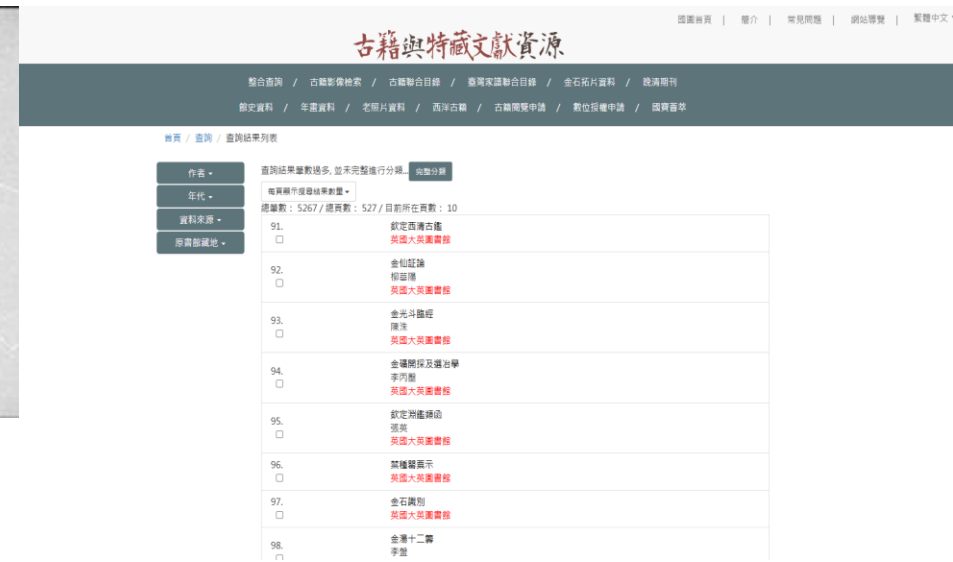 國圖首頁 | 簡介 | 常見問題 | 網站導覽 | 繁體中文
古籍與特藏文獻資源
整合查詢 / 古籍影像檢索 / 古籍聯合目錄 / 臺灣家譜聯合目錄 / 金石拓片資料 / 晚清期刊
館史資料 / 年畫資料 / 老照片資料 / 西洋古籍 / 古籍閱覽申請 / 數位授權申請 / 國寶薈萃
首頁 / 查詢 / 查詢結果列表
作者
年代
資料來源
原書館藏地
查詢結果筆數過多, 並未完整進行分類... 完整分類
每頁顯示搜尋結果數量
總筆數： 5267 / 總頁數： 527 / 目前所在頁數： 10
91. 欽定西清古鑑
英國大英圖書館
92. 金仙証論
柳華陽
英國大英圖書館
93. 金光斗臨經
英國大英圖書館
94. 金礦開採及選冶學
英國大英圖書館
95. 欽定淵鑑類函
張英
英國大英圖書館
96.
英國大英圖書館
97. 金石識別
英國大英圖書館
98. 金湯十二籌
李盤